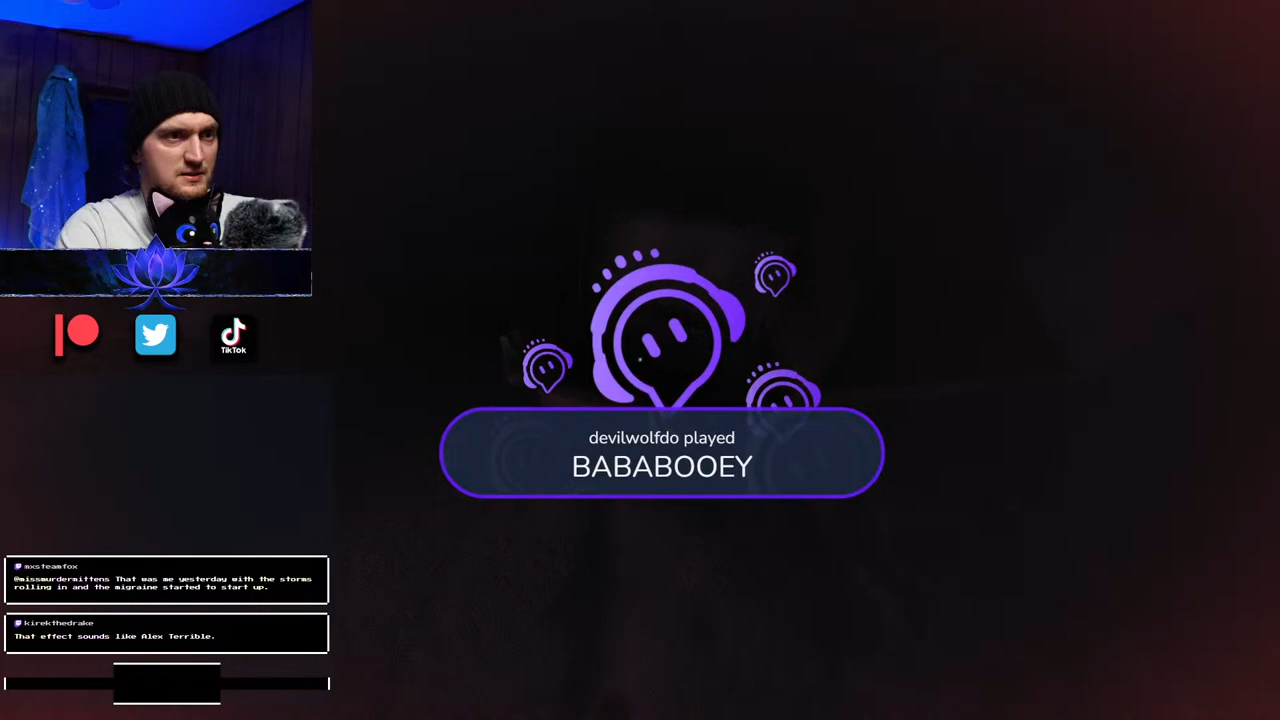 TikTok
devilwolfdo played
BABABOOEY
mxsteamfox
@missmurdermittens That was me yesterday with the storms
rolling in and the migraine started to start up.
kirekthedrake
That effect sounds like Alex Terrible.